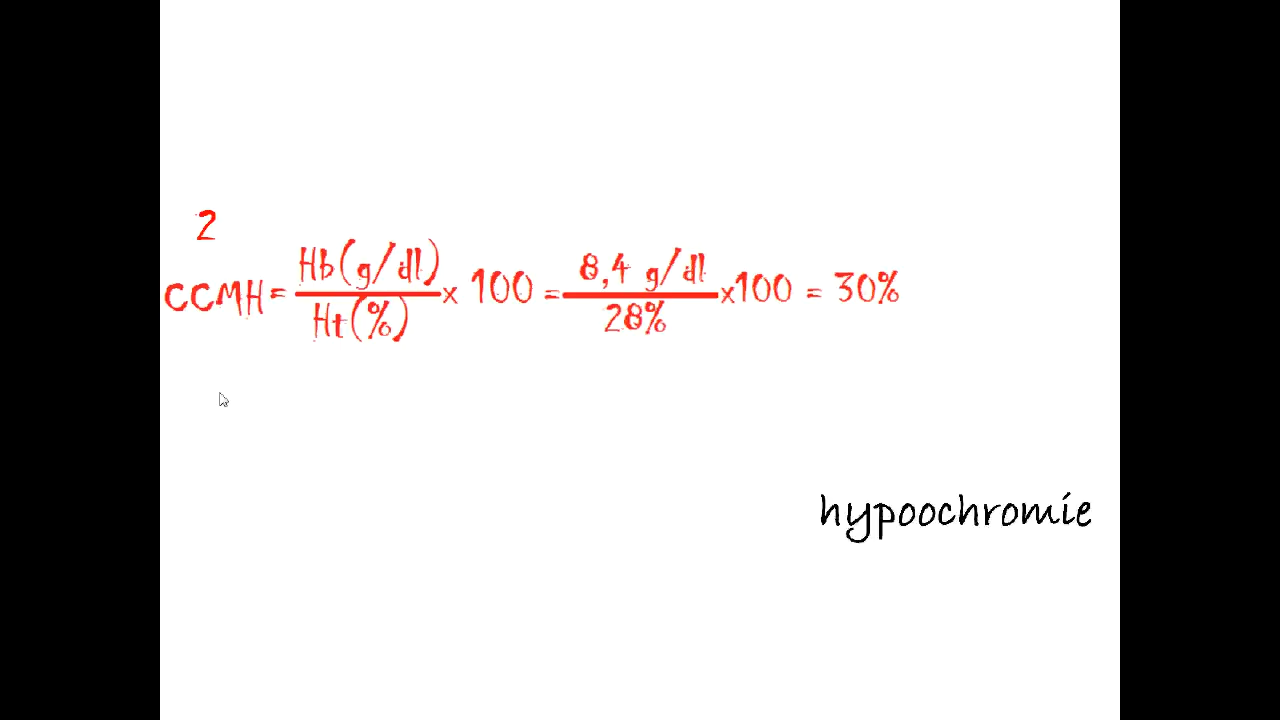 2
CCMH = Hb(g/dl) / Ht(%) x 100 = 8,4 g/dl / 28% x100 = 30%
hypoochromie